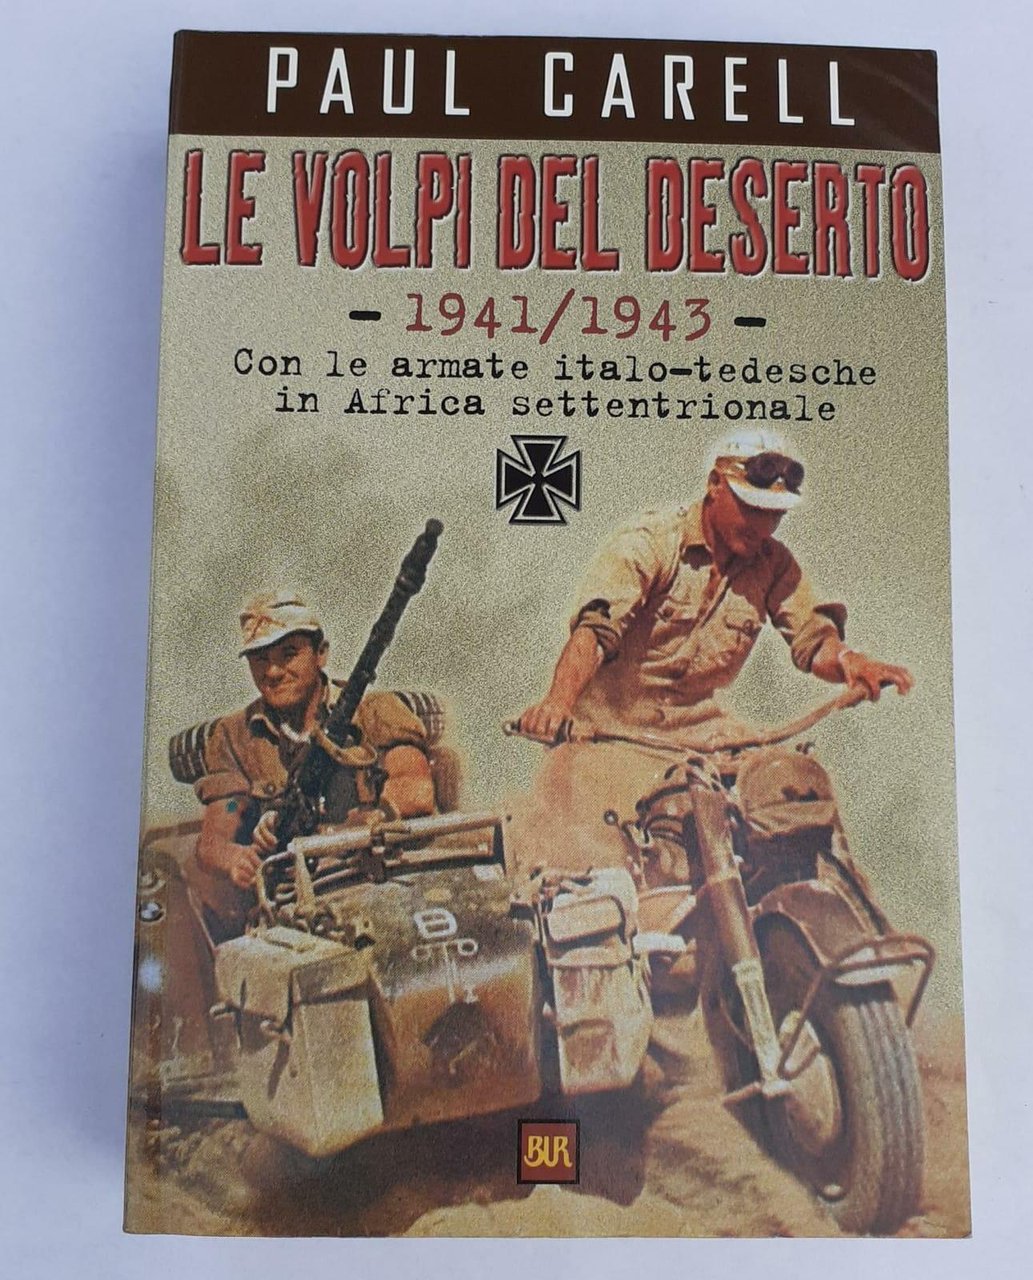 PAUL CARELL
LE VOLPI DEL DESERTO
- 1941/1943 -
Con le armate italo-tedesche
in Africa settentrionale
BUR